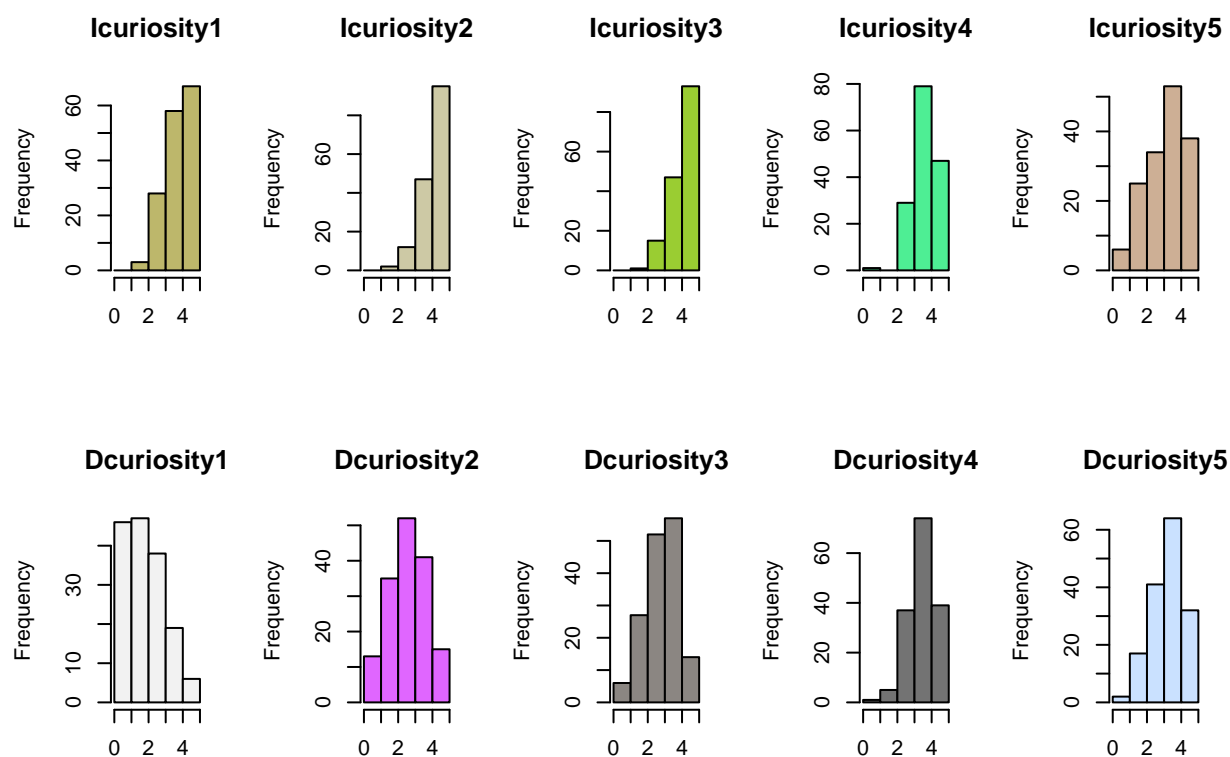 Icuriosity1 Icuriosity2 Icuriosity3 Icuriosity4 Icuriosity5
Frequency Frequency Frequency Frequency Frequency
0 20 40 60
0 20 60
0 20 60
0 20 40 60 80
0 20 40
0 2 4 0 2 4 0 2 4 0 2 4 0 2 4
Dcuriosity1 Dcuriosity2 Dcuriosity3 Dcuriosity4 Dcuriosity5
Frequency Frequency Frequency Frequency Frequency
0 10 30
0 20 40
0 20 40
0 20 40 60
0 20 40 60
0 2 4 0 2 4 0 2 4 0 2 4 0 2 4